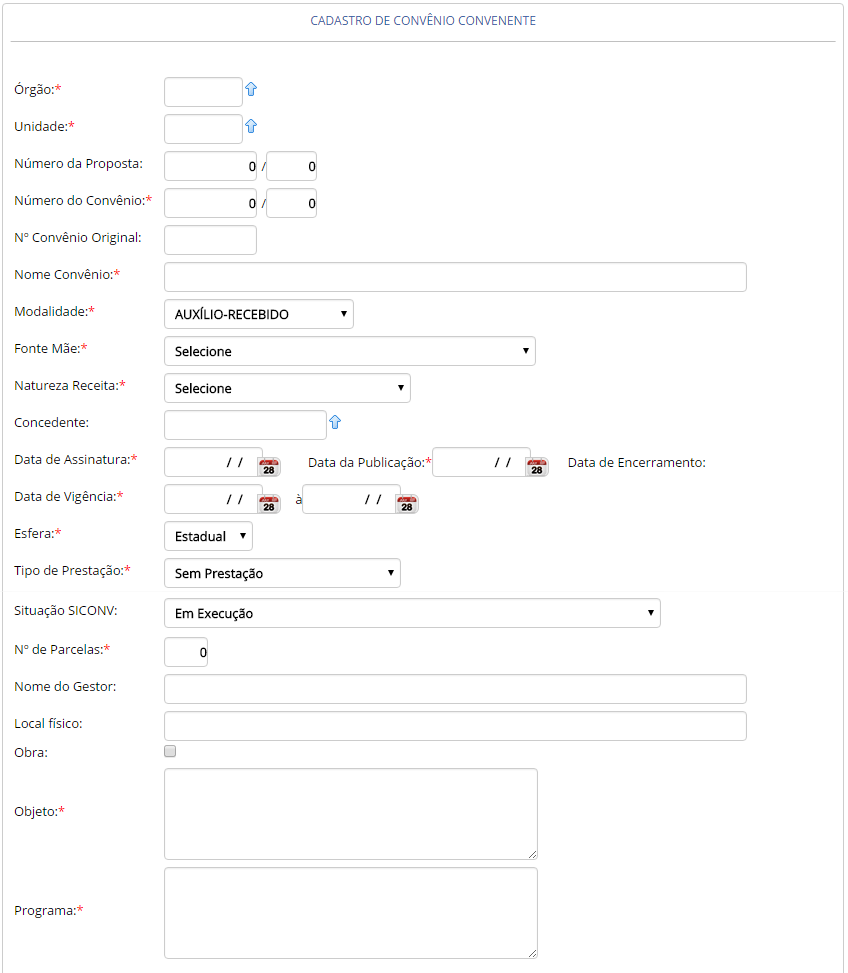 CADASTRO DE CONVÊNIO CONVENENTE
Órgão:*
Unidade:*
Número da Proposta: 0 / 0
Número do Convênio:* 0 / 0
Nº Convênio Original:
Nome Convênio:*
Modalidade:* AUXÍLIO-RECEBIDO
Fonte Mãe:* Selecione
Natureza Receita:* Selecione
Concedente:
Data de Assinatura:* / / 28 Data da Publicação:* / / 28 Data de Encerramento:
Data de Vigência:* / / 28 à / / 28
Esfera:* Estadual
Tipo de Prestação:* Sem Prestação
Situação SICONV: Em Execução
Nº de Parcelas:* 0
Nome do Gestor:
Local físico:
Obra:
Objeto:*
Programa:*